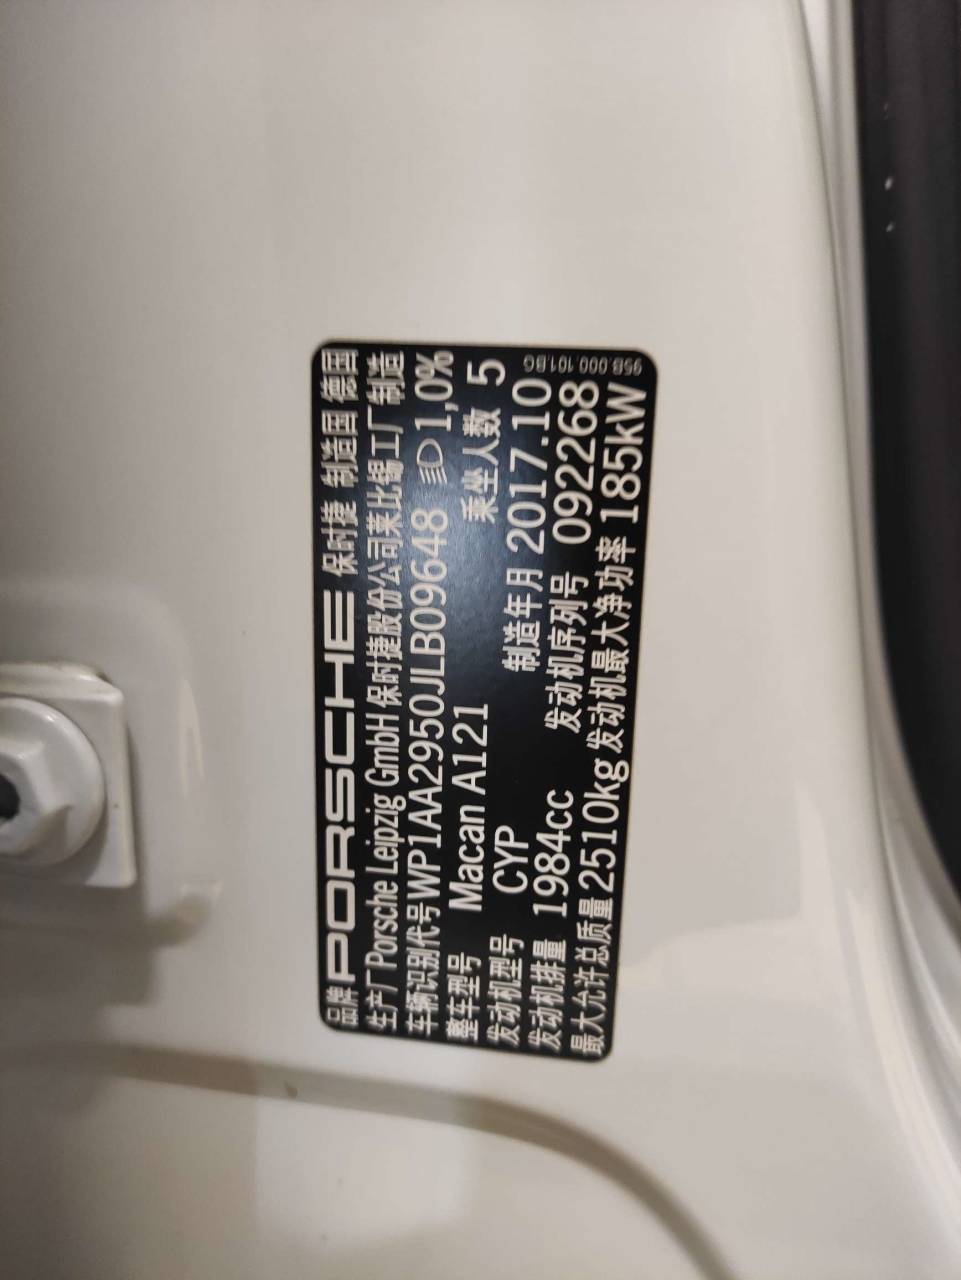 品牌 PORSCHE 保时捷 制造国 德国
生产厂 Porsche Leipzig GmbH 保时捷股份公司莱比锡工厂制造
车辆识别代号 WP1AA2950JLB09648 1,0%
整车型号 Macan A121 乘坐人数 5
发动机型号 CYP 制造年月 2017.10
发动机排量 1984cc 发动机序列号 092268
最大允许总质量 2510kg 发动机最大净功率 185kW
95B.000.101.BG